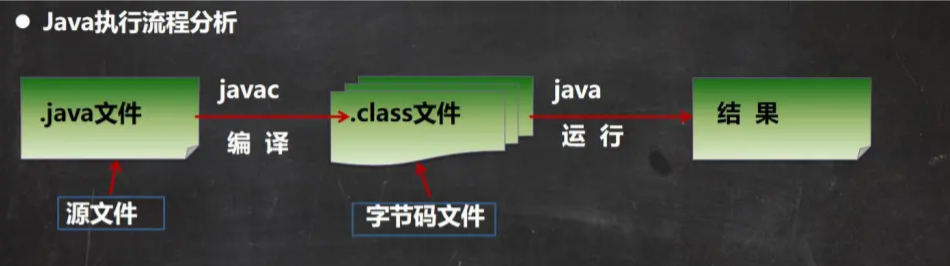 ● Java执行流程分析
.java文件
javac
编 译
.class文件
java
运 行
结 果
源文件
字节码文件